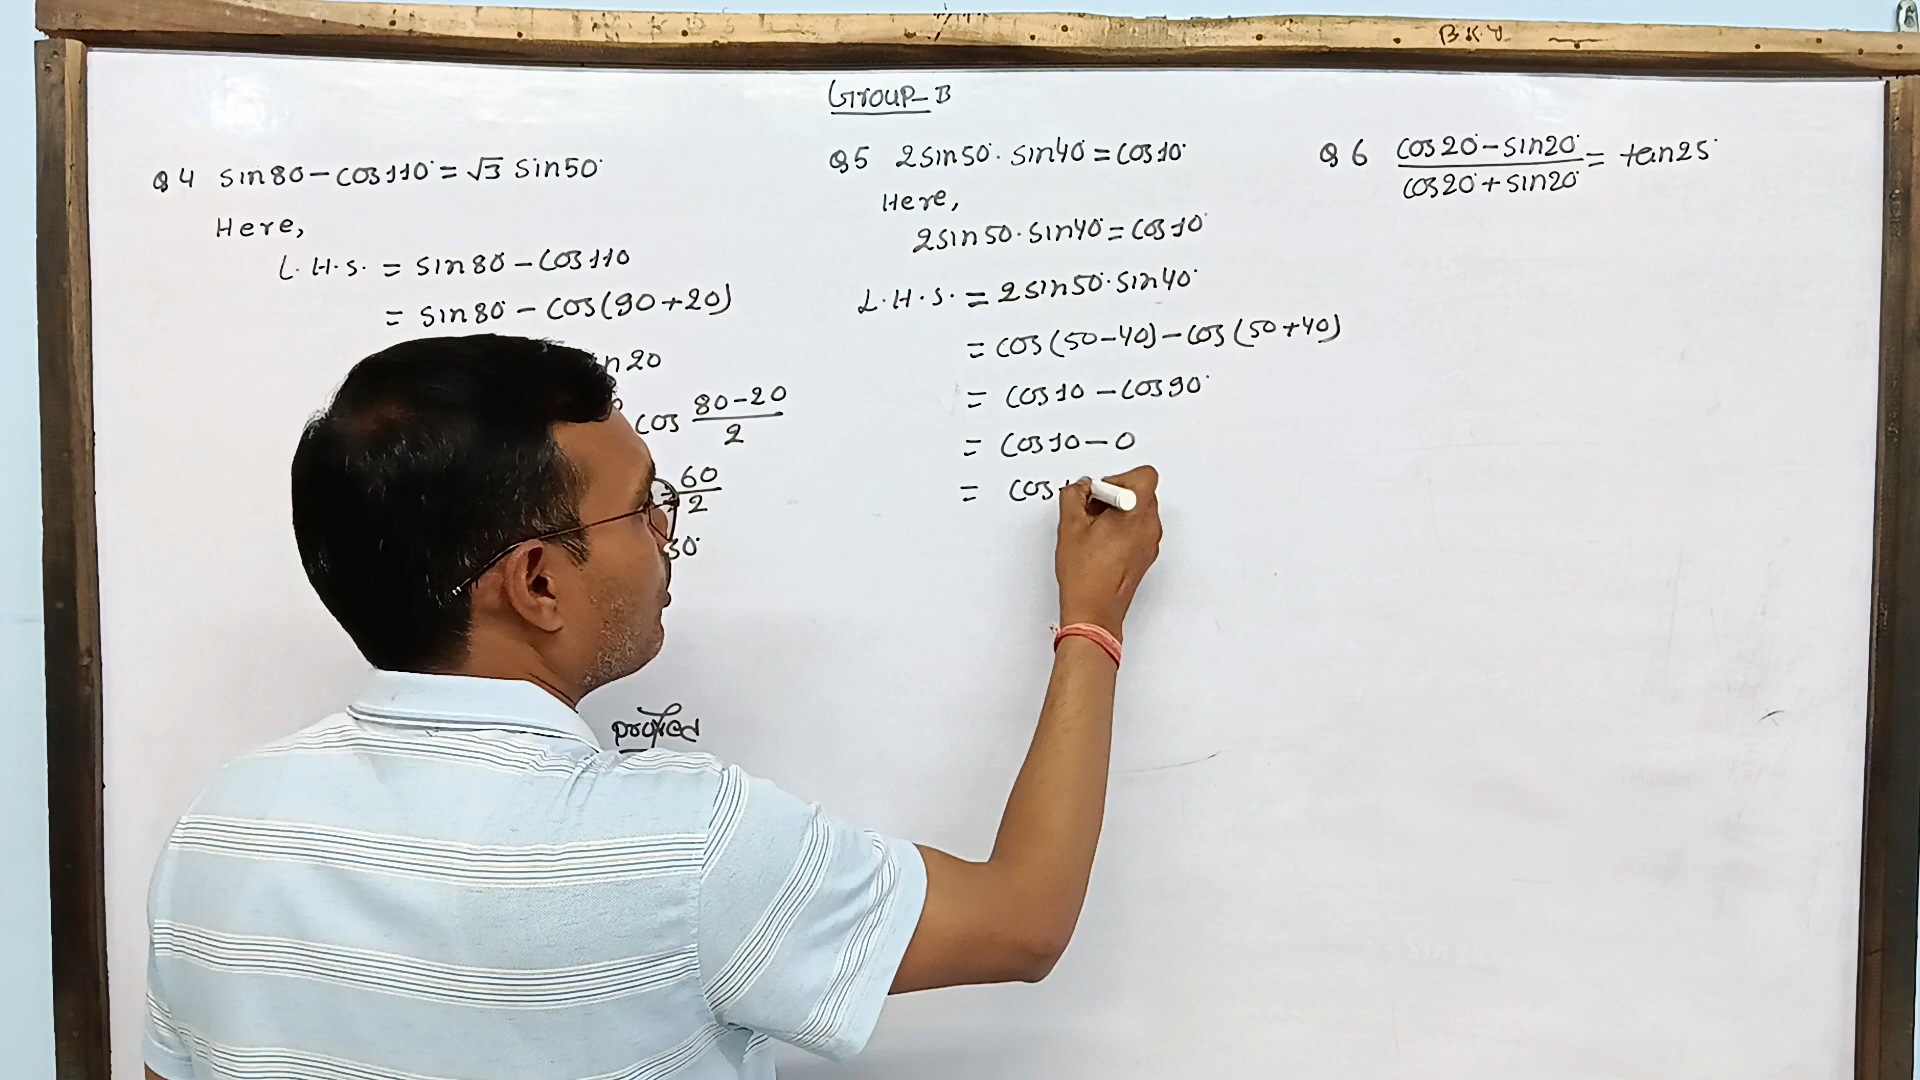 BKY
Group-B
Q4 sin80-cos110° = √3 sin50°
Here,
L.H.S. = sin80° - cos110
= sin80° - cos(90+20)
n20
cos 80-20/2
60/2
30°
proved
Q5 2sin50°. sin40° = cos10°
Here,
2sin50. sin40° = cos10°
L.H.S. = 2sin50°. sin40°
= cos(50-40) - cos(50+40)
= cos10 - cos90°
= cos10 - 0
= cos
Q6 cos20° - sin20°/cos20° + sin20° = tan25°